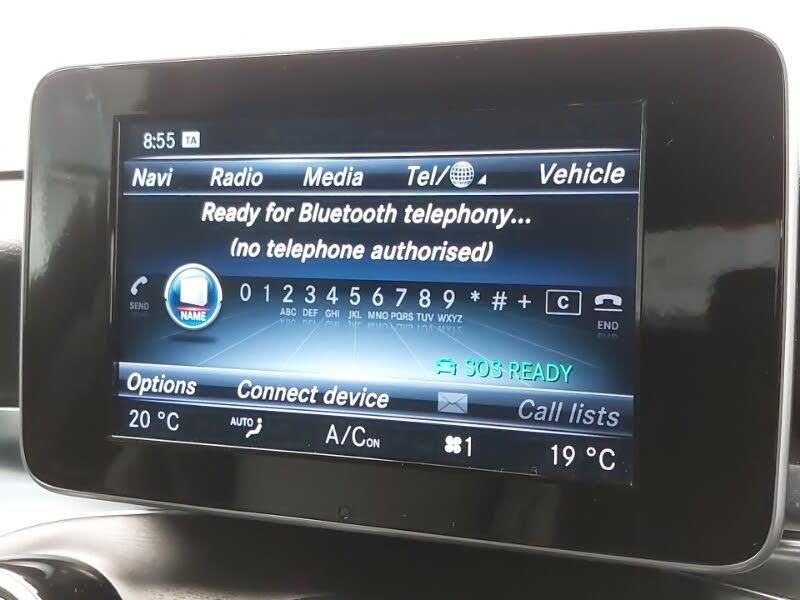 8:55 TA
Navi Radio Media Tel/ Vehicle
Ready for Bluetooth telephony...
(no telephone authorised)
SEND NAME 0 1 2 3 4 5 6 7 8 9 * # + C END
ABC DEF GHI JKL MNO PQRS TUV WXYZ
SOS READY
Options Connect device Call lists
20 °C AUTO A/C ON 1 19 °C